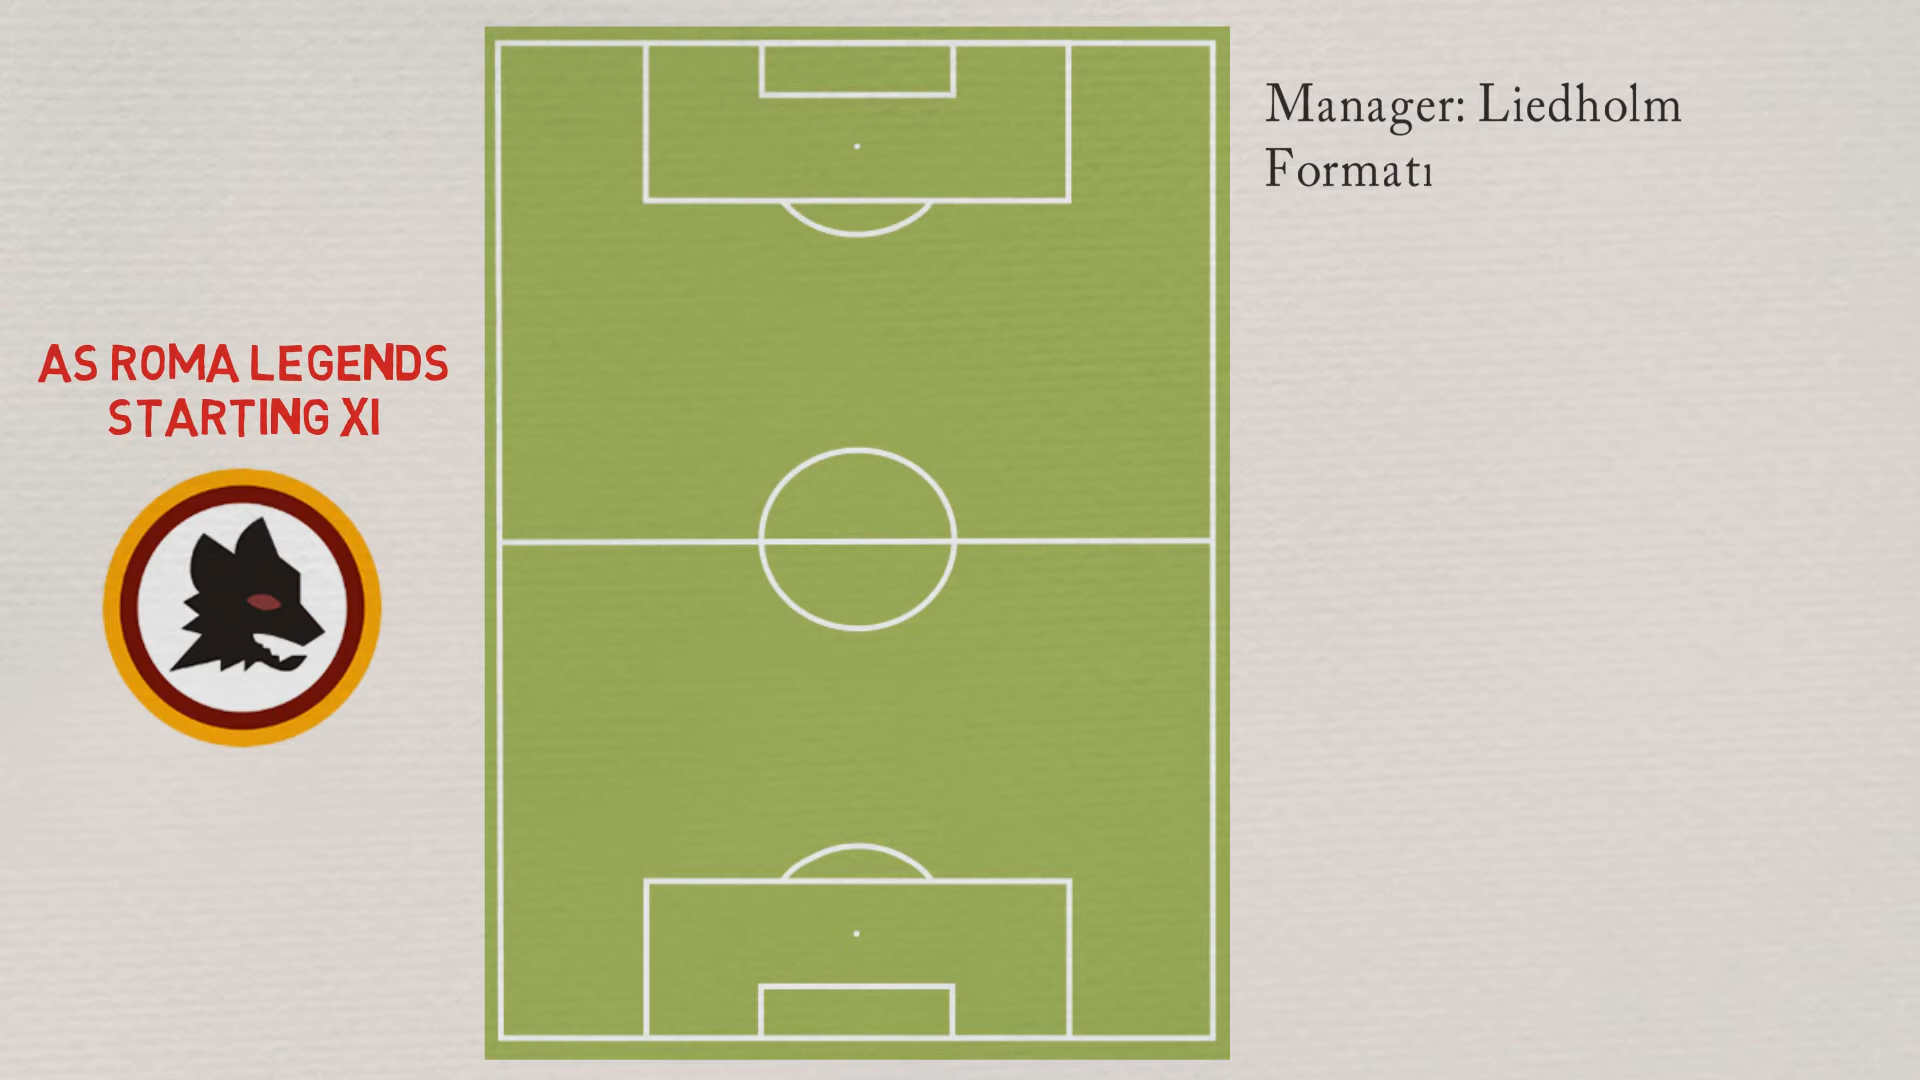 AS ROMA LEGENDS
STARTING XI
Manager: Liedholm
Formatı